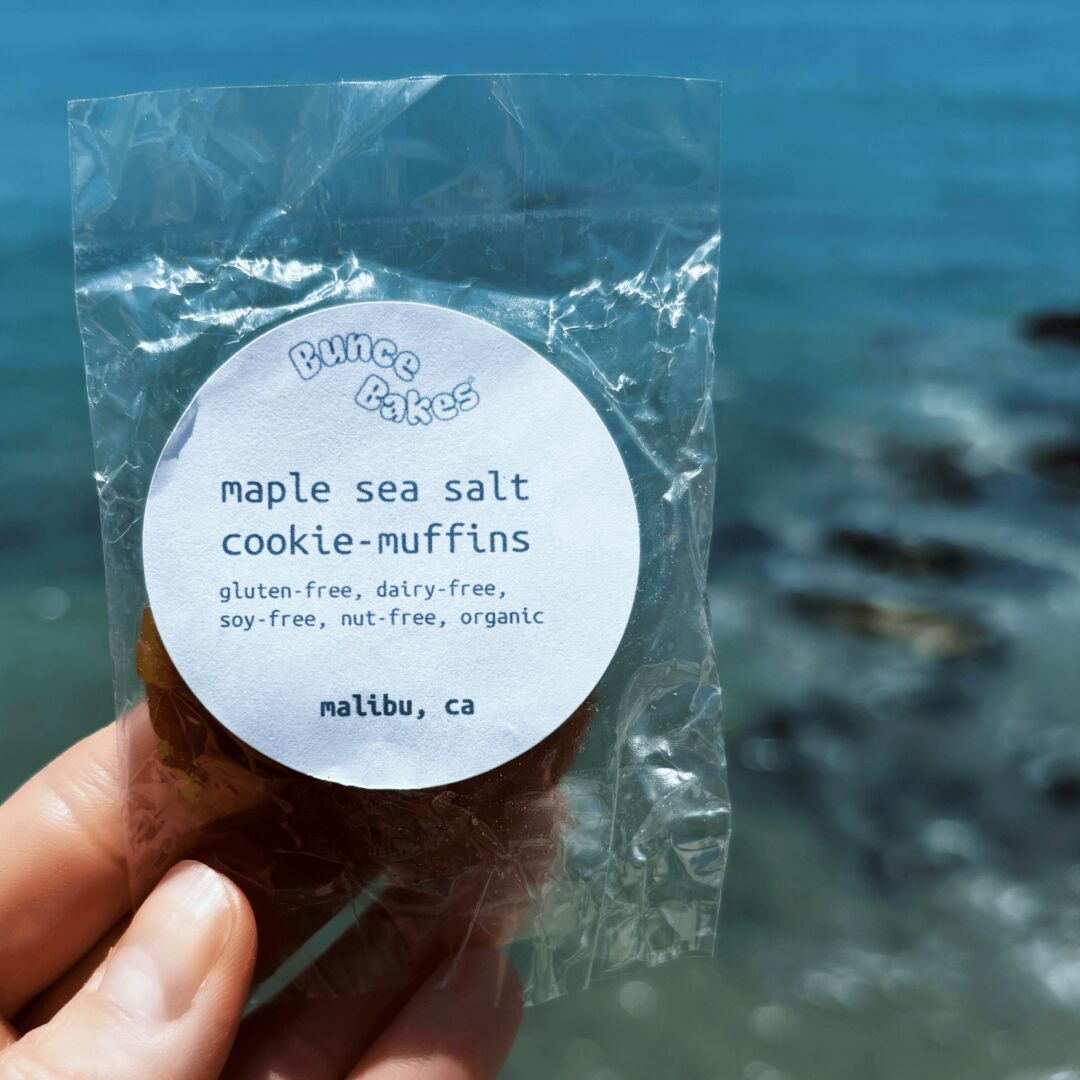 Bunce
Bakes
maple sea salt
cookie-muffins
gluten-free, dairy-free,
soy-free, nut-free, organic
malibu, ca